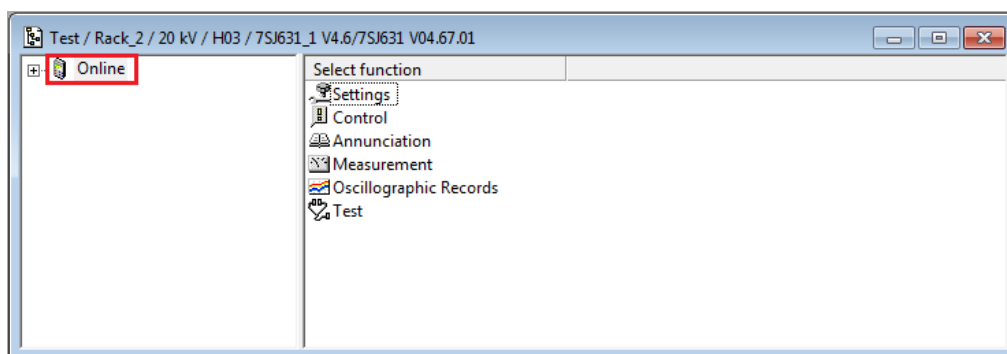 Test / Rack_2 / 20 kV / H03 / 7SJ631_1 V4.6/7SJ631 V04.67.01
Online
Select function
Settings
Control
Annunciation
Measurement
Oscillographic Records
Test